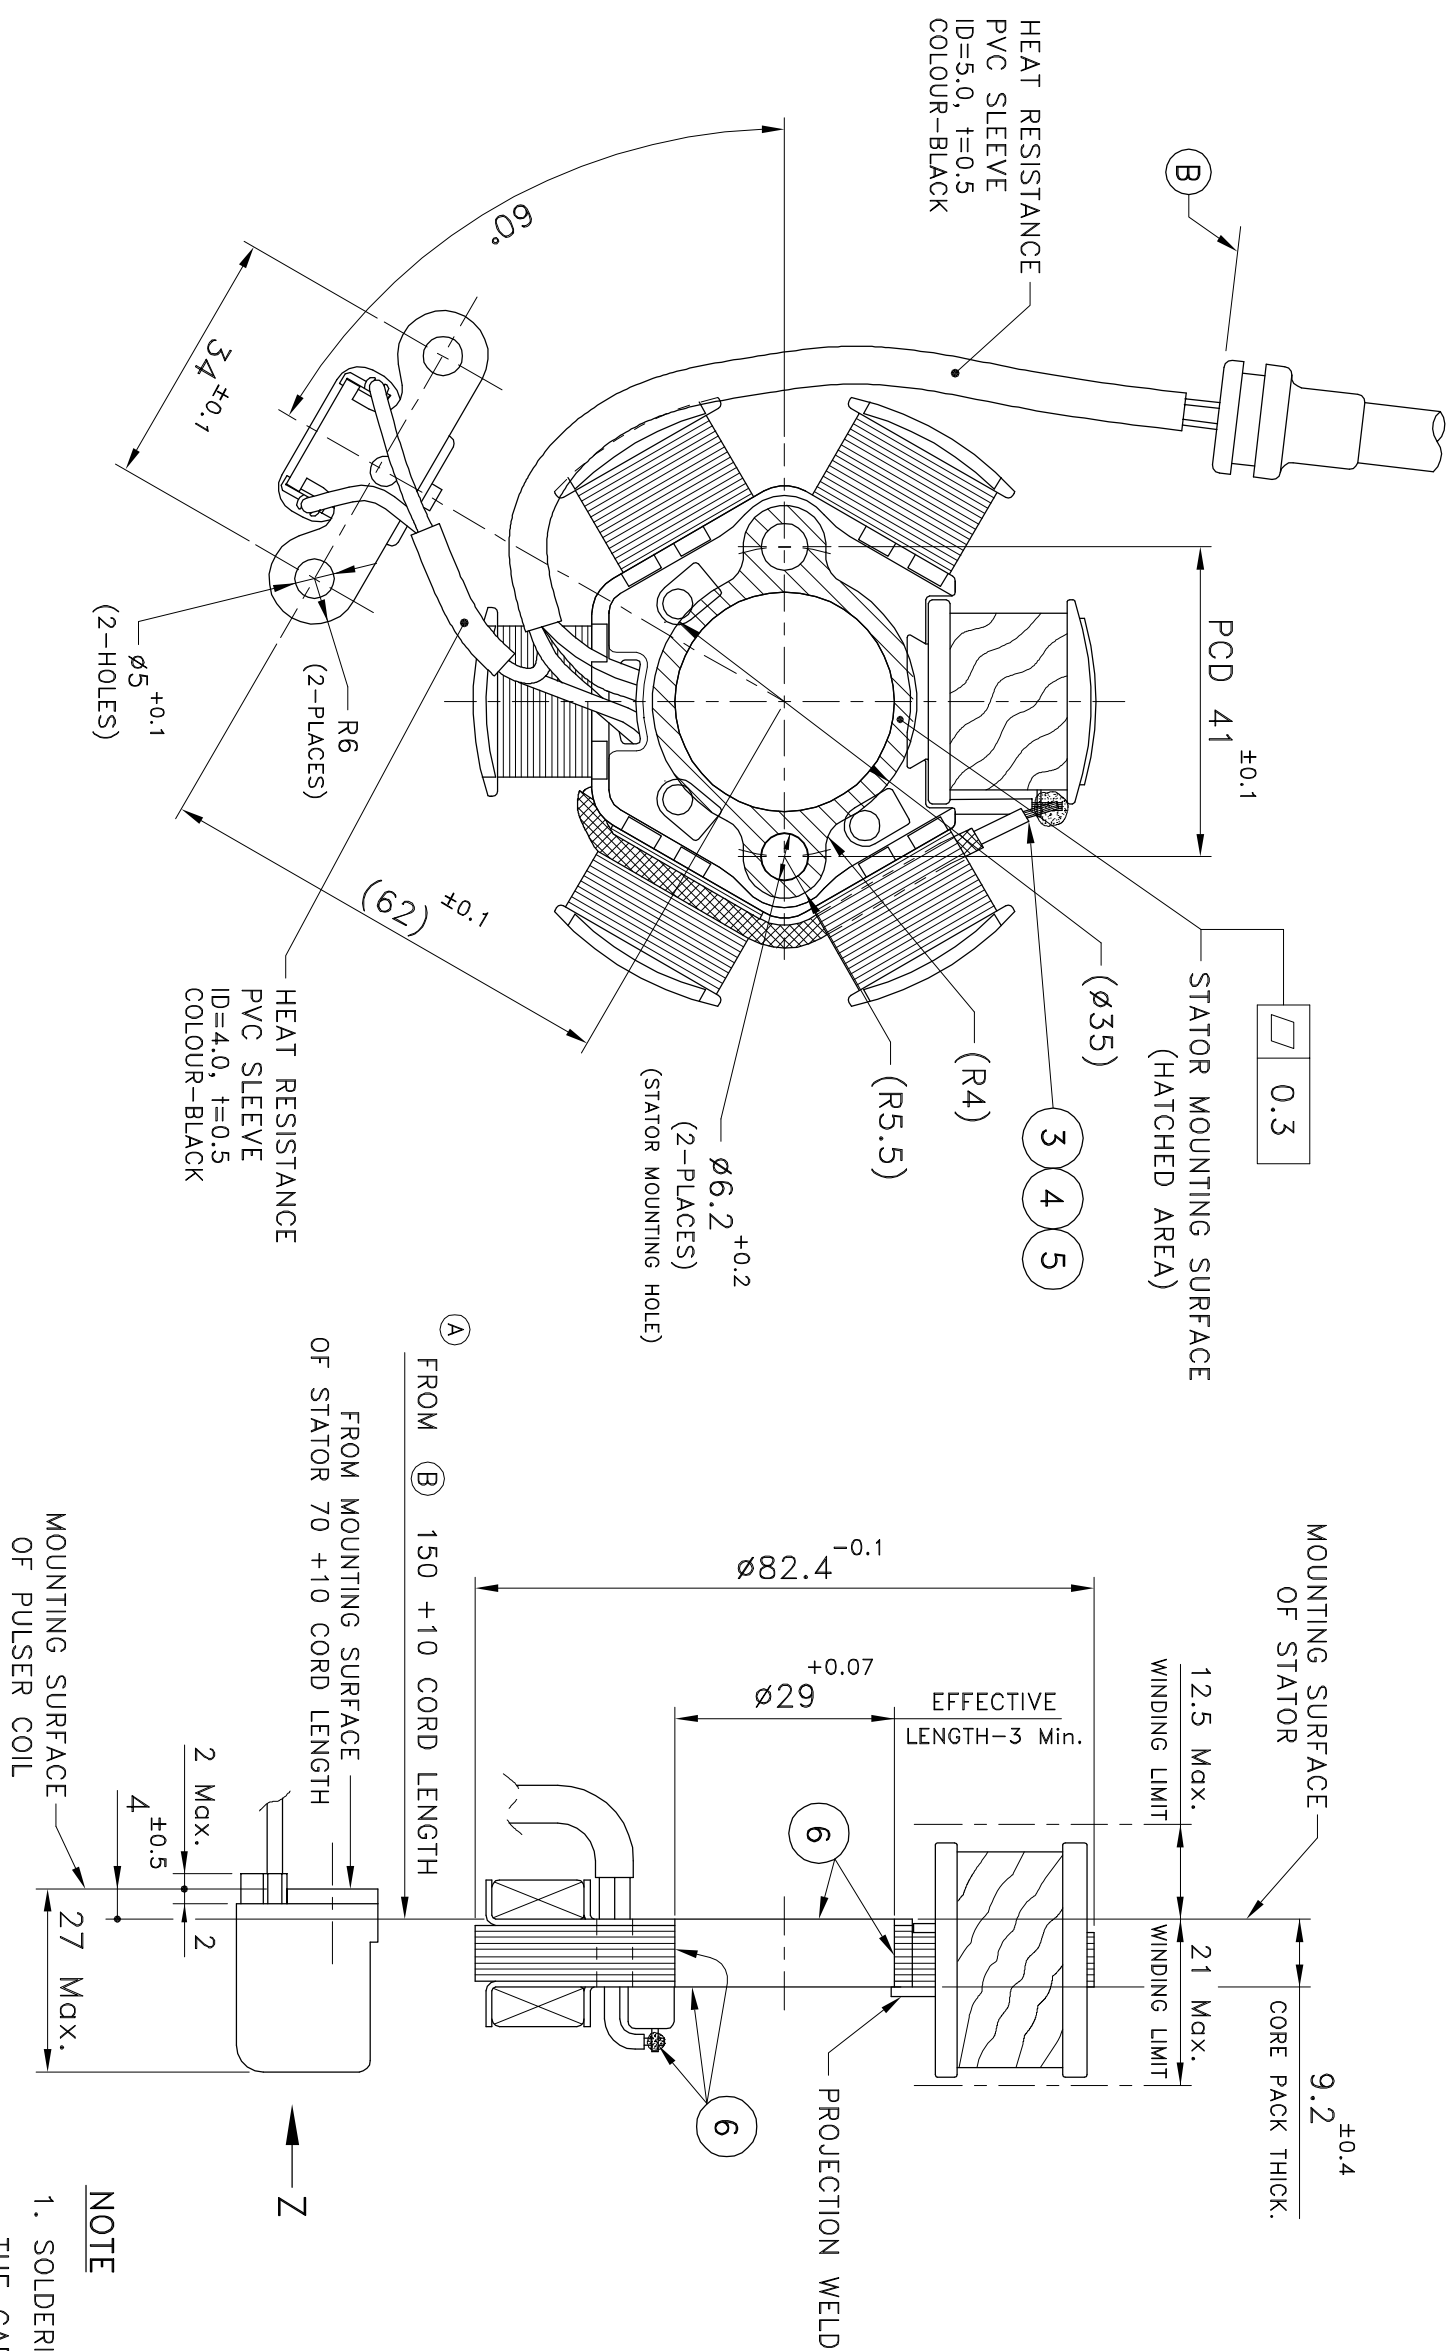 HEAT RESISTANCE
PVC SLEEVE
ID=5.0, t=0.5
COLOUR-BLACK
B
60°
34 ±0.1
ø5 +0.1
(2-HOLES)
R6
(2-PLACES)
(62) ±0.1
HEAT RESISTANCE
PVC SLEEVE
ID=4.0, t=0.5
COLOUR-BLACK
PCD 41 ±0.1
0.3
STATOR MOUNTING SURFACE
(HATCHED AREA)
3 4 5
(ø35)
(R4)
(R5.5)
ø6.2 +0.2
(2-PLACES)
(STATOR MOUNTING HOLE)
A
FROM B 150 +10 CORD LENGTH
FROM MOUNTING SURFACE
OF STATOR 70 +10 CORD LENGTH
MOUNTING SURFACE
OF PULSER COIL
MOUNTING SURFACE
OF STATOR
12.5 Max.
WINDING LIMIT
21 Max.
WINDING LIMIT
9.2 ±0.4
CORE PACK THICK.
ø82.4 -0.1
ø29 +0.07
EFFECTIVE
LENGTH-3 Min.
6
6
PROJECTION WELD
2 Max.
4 ±0.5
2
27 Max.
Z
NOTE
1. SOLDERI